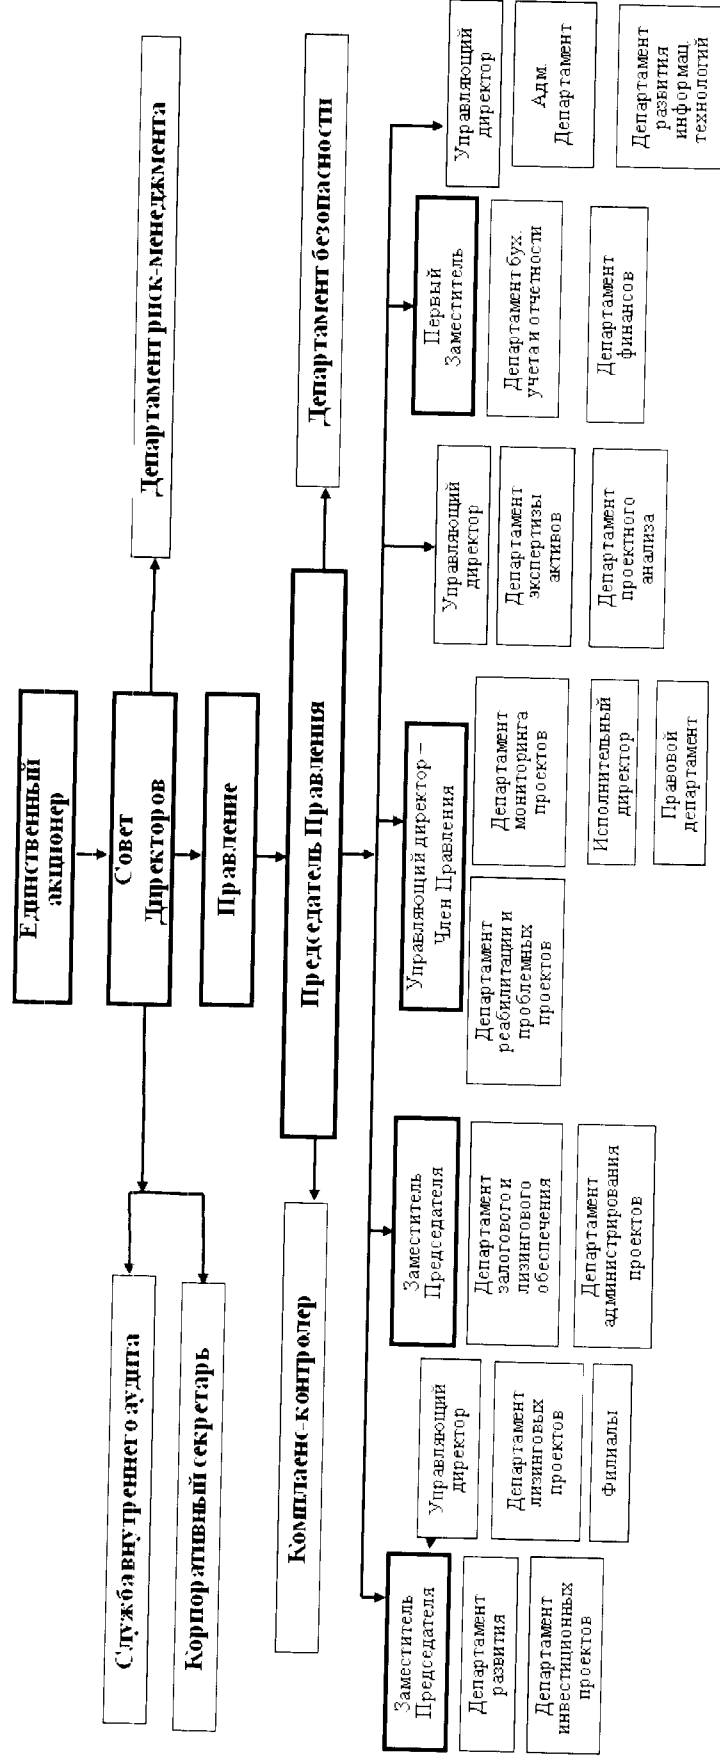 Единственный
акционер
Совет
Директоров
Служба внутреннего аудита
Корпоративный секретарь
Департамент риск-менеджмента
Правление
Председатель Правления
Комплаенс-контролер
Департамент безопасности
Заместитель
Председателя
Департамент
развития
Департамент
инвестиционных
проектов
Управляющий
директор
Департамент
лизинговых
проектов
Филиалы
Заместитель
Председателя
Департамент
залогового и
лизингового
обеспечения
Департамент
администрирования
проектов
Управляющий директор –
Член Правления
Департамент
реабилитации и
проблемных
проектов
Департамент
мониторинга
проектов
Исполнительный
директор
Правовой
департамент
Управляющий
директор
Департамент
экспертизы
активов
Департамент
проектного
анализа
Первый
Заместитель
Департамент бух.
учета и отчетности
Департамент
финансов
Управляющий
директор
Адм.
Департамент
Департамент
развития
информац.
технологий